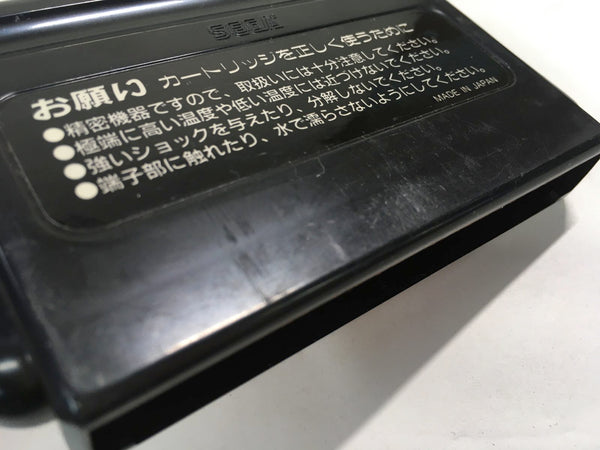 SEGA
お願い カートリッジを正しく使うために
●精密機器ですので、取扱いには十分注意してください。
●極端に高い温度や低い温度には近づけないでください。
●強いショックを与えたり、分解しないでください。
●端子部に触れたり、水で濡らさないようにしてください。
MADE IN JAPAN